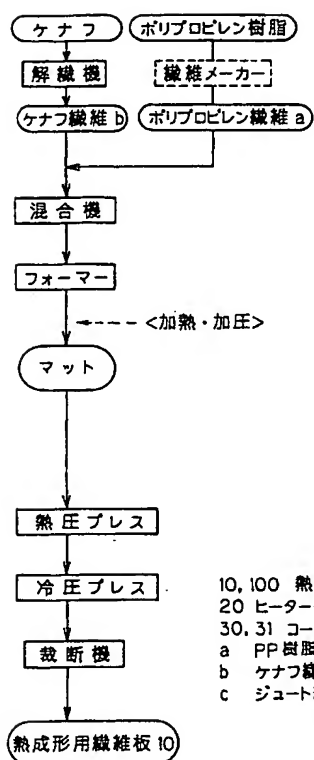 ケナフ ポリプロピレン樹脂
解繊機 繊維メーカー
ケナフ繊維b ポリプロピレン繊維a
混合機
フォーマー
<加熱・加圧>
マット
熱圧プレス
冷圧プレス
裁断機
熱成形用繊維板10
10,100 熱
20 ヒーター
30,31 コー
a PP樹脂
b ケナフ繊
c ジュート